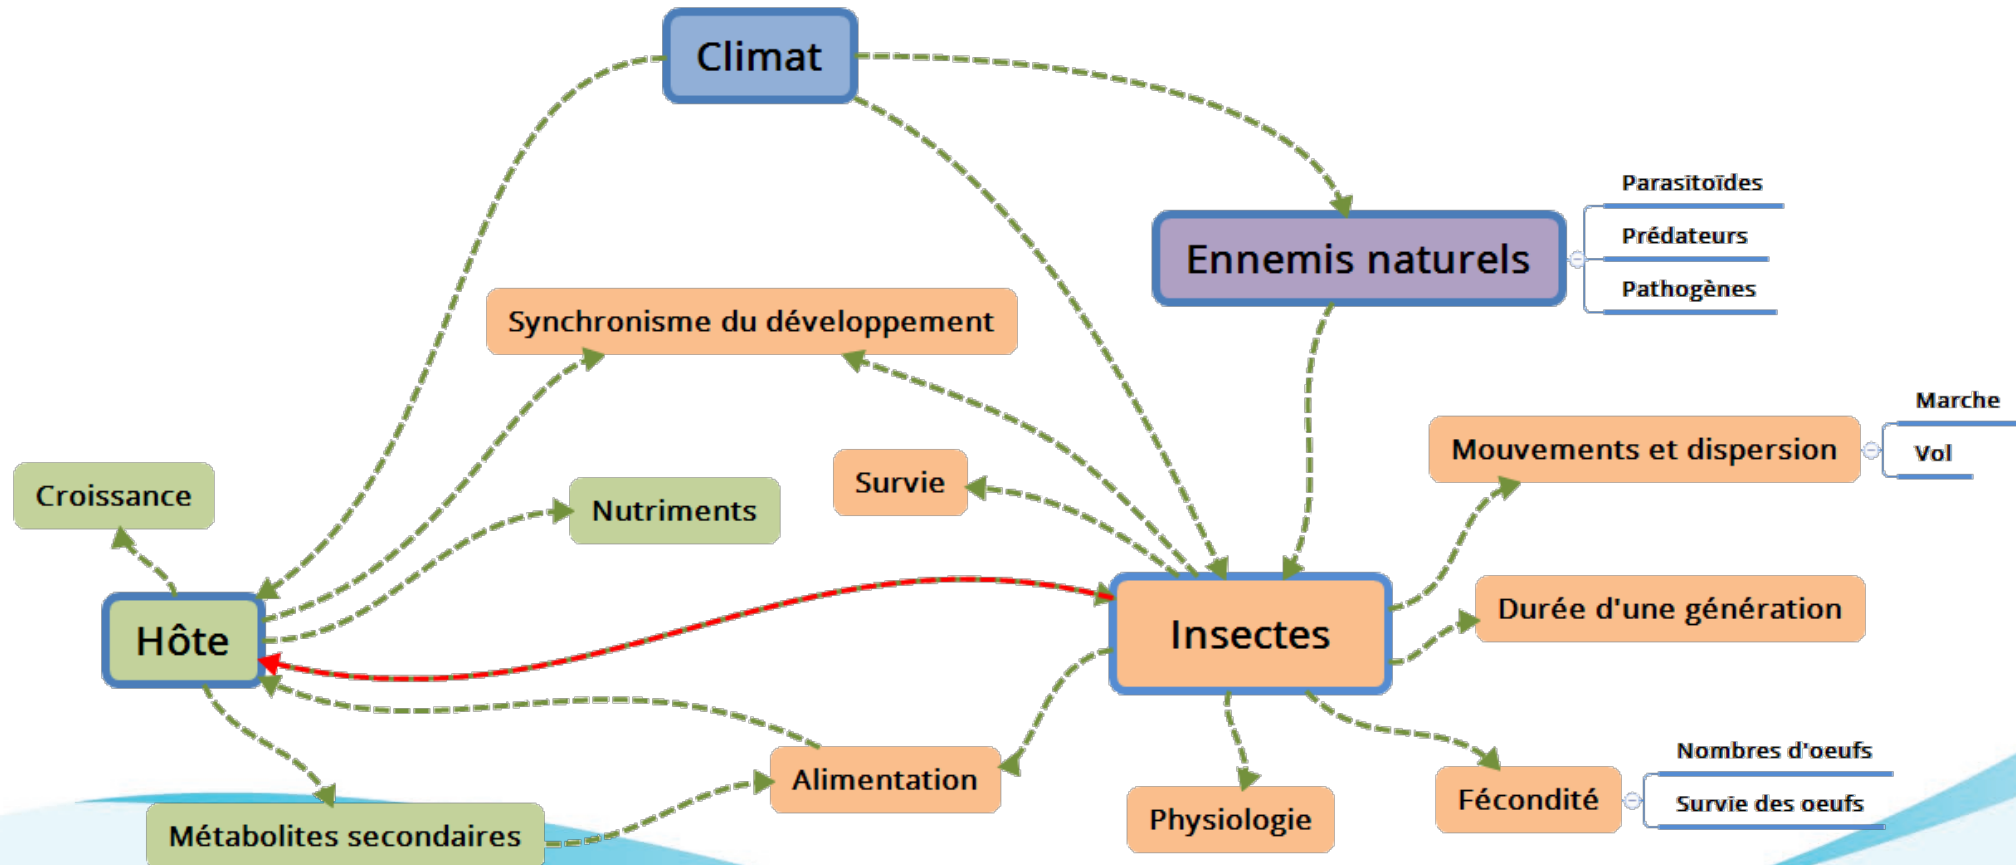 Climat
Parasitoïdes
Prédateurs
Pathogènes
Ennemis naturels
Synchronisme du développement
Marche
Vol
Mouvements et dispersion
Survie
Croissance
Nutriments
Hôte
Insectes
Durée d'une génération
Alimentation
Métabolites secondaires
Physiologie
Fécondité
Nombres d'oeufs
Survie des oeufs